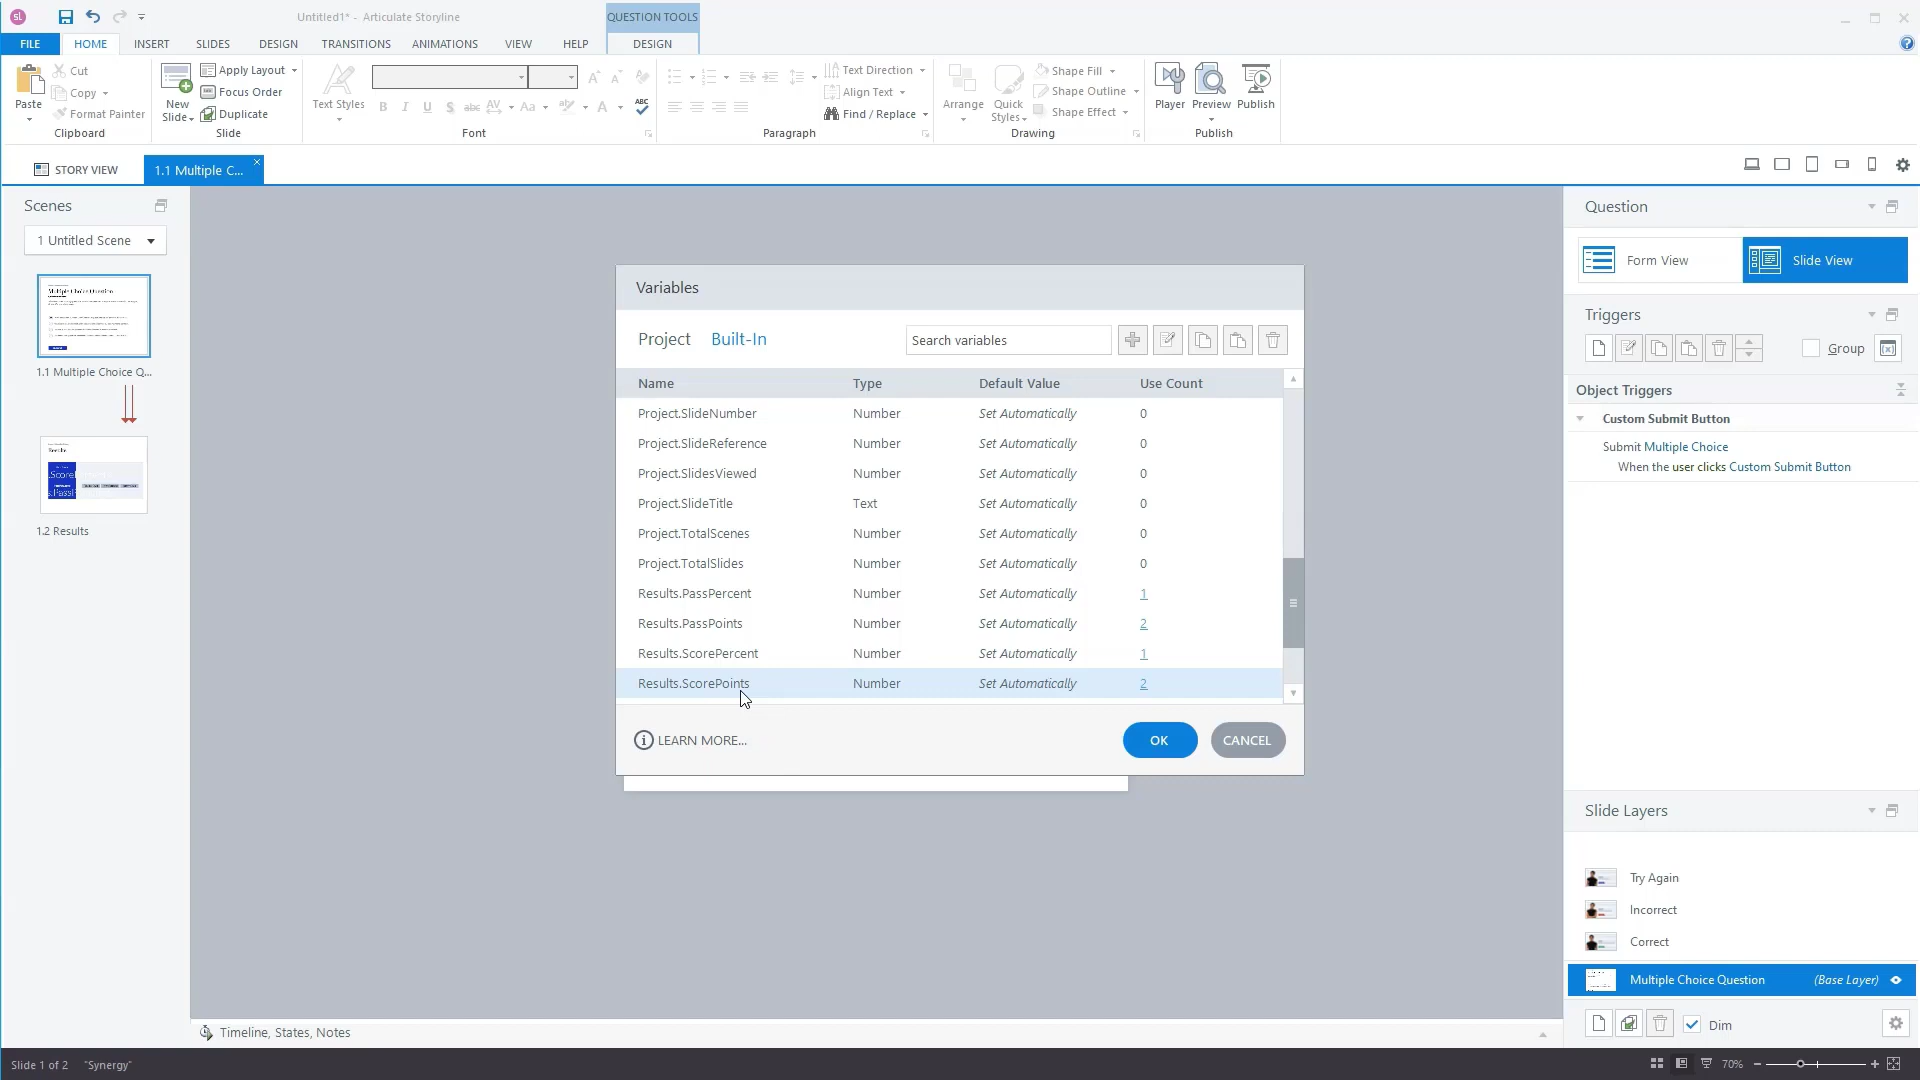 sl
Untitled1* - Articulate Storyline
QUESTION TOOLS
FILE HOME INSERT SLIDES DESIGN TRANSITIONS ANIMATIONS VIEW HELP DESIGN
Paste
Cut
Copy
Format Painter
Clipboard
New
Slide
Apply Layout
Focus Order
Duplicate
Slide
Text Styles
B I U S abc AV Aa A ABC
Font
Text Direction
Align Text
Find / Replace
Paragraph
Arrange
Quick
Styles
Shape Fill
Shape Outline
Shape Effect
Drawing
Player
Preview
Publish
Publish
STORY VIEW
1.1 Multiple C...
Scenes
1 Untitled Scene
Multiple Choice Question
1.1 Multiple Choice Q...
Results
1.2 Results
Variables
Project Built-In
Search variables
Name Type Default Value Use Count
Project.SlideNumber Number Set Automatically 0
Project.SlideReference Number Set Automatically 0
Project.SlidesViewed Number Set Automatically 0
Project.SlideTitle Text Set Automatically 0
Project.TotalScenes Number Set Automatically 0
Project.TotalSlides Number Set Automatically 0
Results.PassPercent Number Set Automatically 1
Results.PassPoints Number Set Automatically 2
Results.ScorePercent Number Set Automatically 1
Results.ScorePoints Number Set Automatically 2
LEARN MORE...
OK
CANCEL
Question
Form View
Slide View
Triggers
Group
Object Triggers
Custom Submit Button
Submit Multiple Choice
When the user clicks Custom Submit Button
Slide Layers
Try Again
Incorrect
Correct
Multiple Choice Question (Base Layer)
Dim
Timeline, States, Notes
Slide 1 of 2 "Synergy"
70%